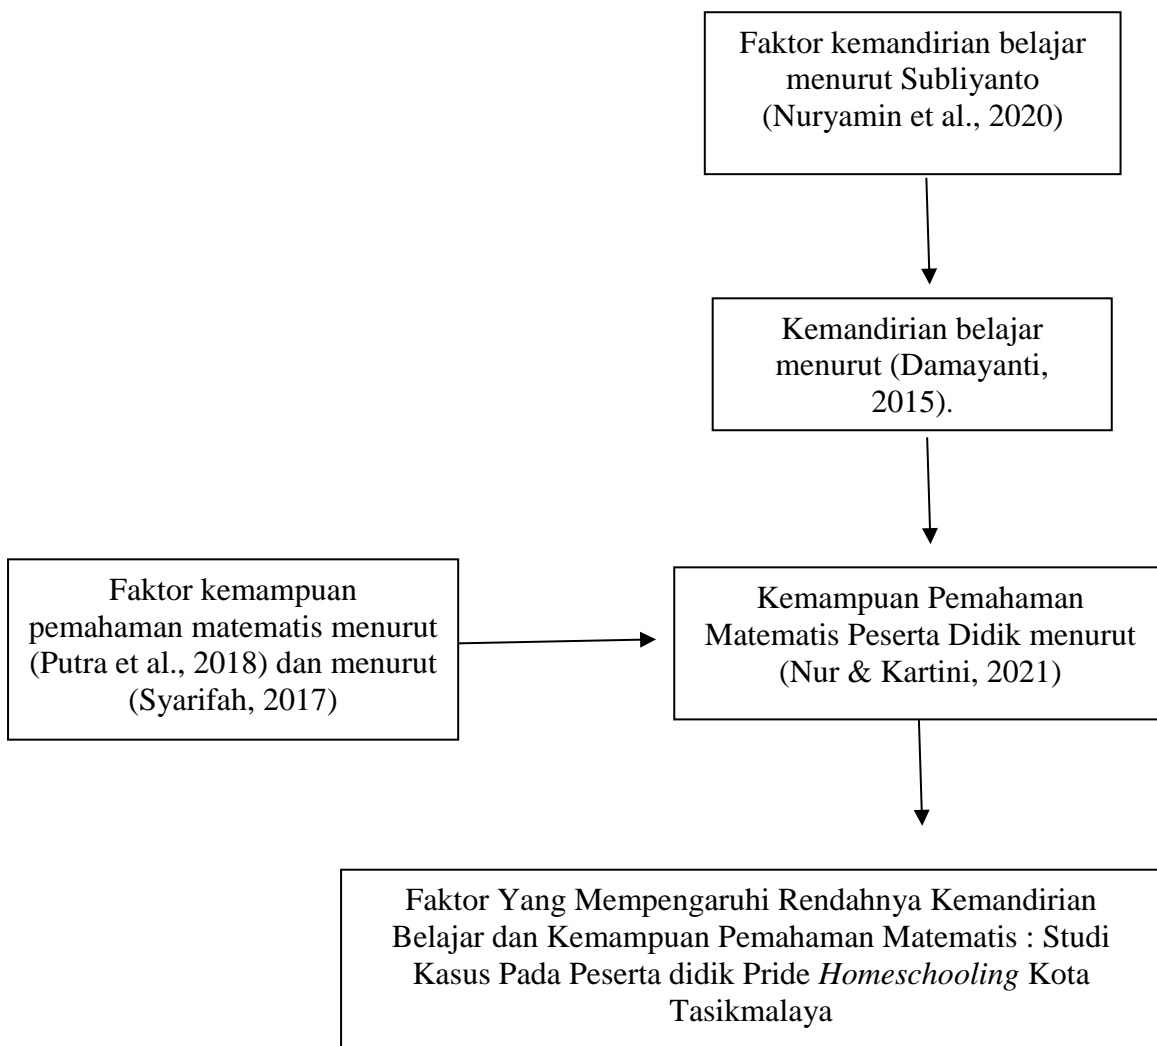 Faktor kemandirian belajar
menurut Subliyanto
(Nuryamin et al., 2020)
Kemandirian belajar
menurut (Damayanti,
2015).
Faktor kemampuan
pemahaman matematis menurut
(Putra et al., 2018) dan menurut
(Syarifah, 2017)
Kemampuan Pemahaman
Matematis Peserta Didik menurut
(Nur & Kartini, 2021)
Faktor Yang Mempengaruhi Rendahnya Kemandirian
Belajar dan Kemampuan Pemahaman Matematis : Studi
Kasus Pada Peserta didik Pride Homeschooling Kota
Tasikmalaya